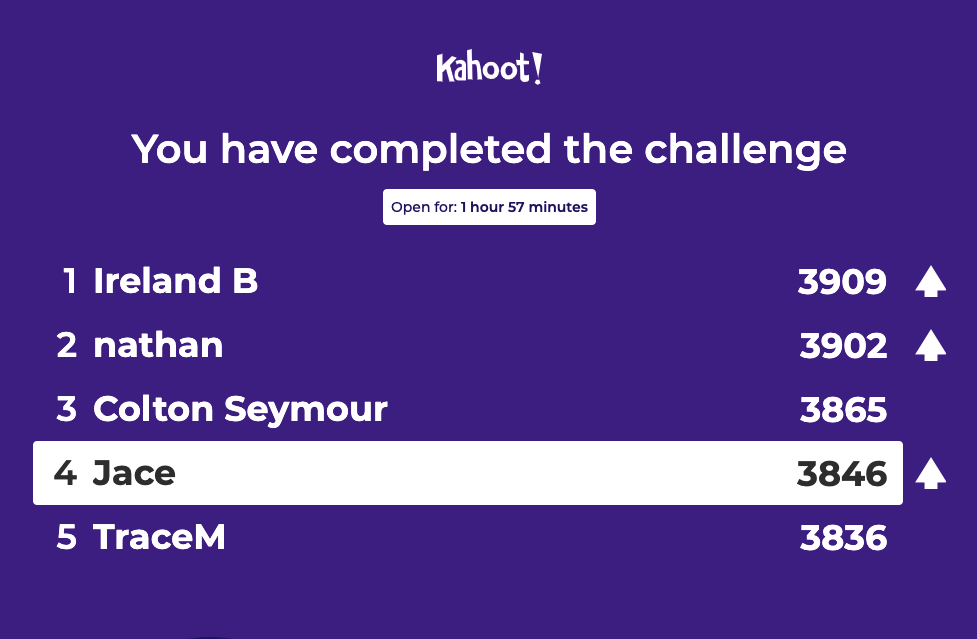 Kahoot!
You have completed the challenge
Open for: 1 hour 57 minutes
1 Ireland B 3909
2 nathan 3902
3 Colton Seymour 3865
4 Jace 3846
5 TraceM 3836